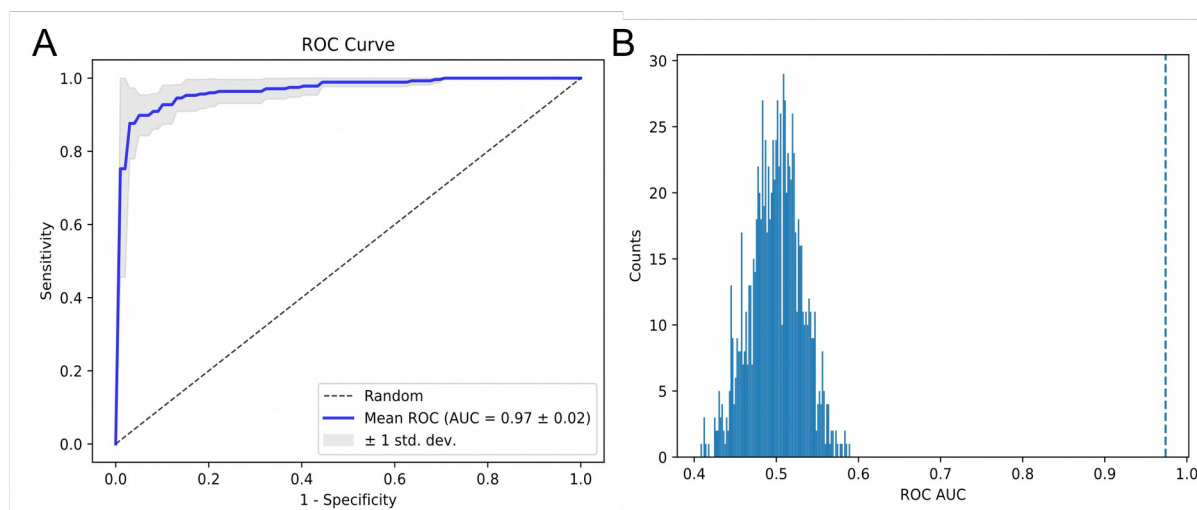 A
ROC Curve
1.0
0.8
0.6
0.4
0.2
0.0
Sensitivity
0.0 0.2 0.4 0.6 0.8 1.0
1 - Specificity
Random
Mean ROC (AUC = 0.97 ± 0.02)
± 1 std. dev.
B
30
25
20
15
10
5
0
Counts
0.4 0.5 0.6 0.7 0.8 0.9 1.0
ROC AUC